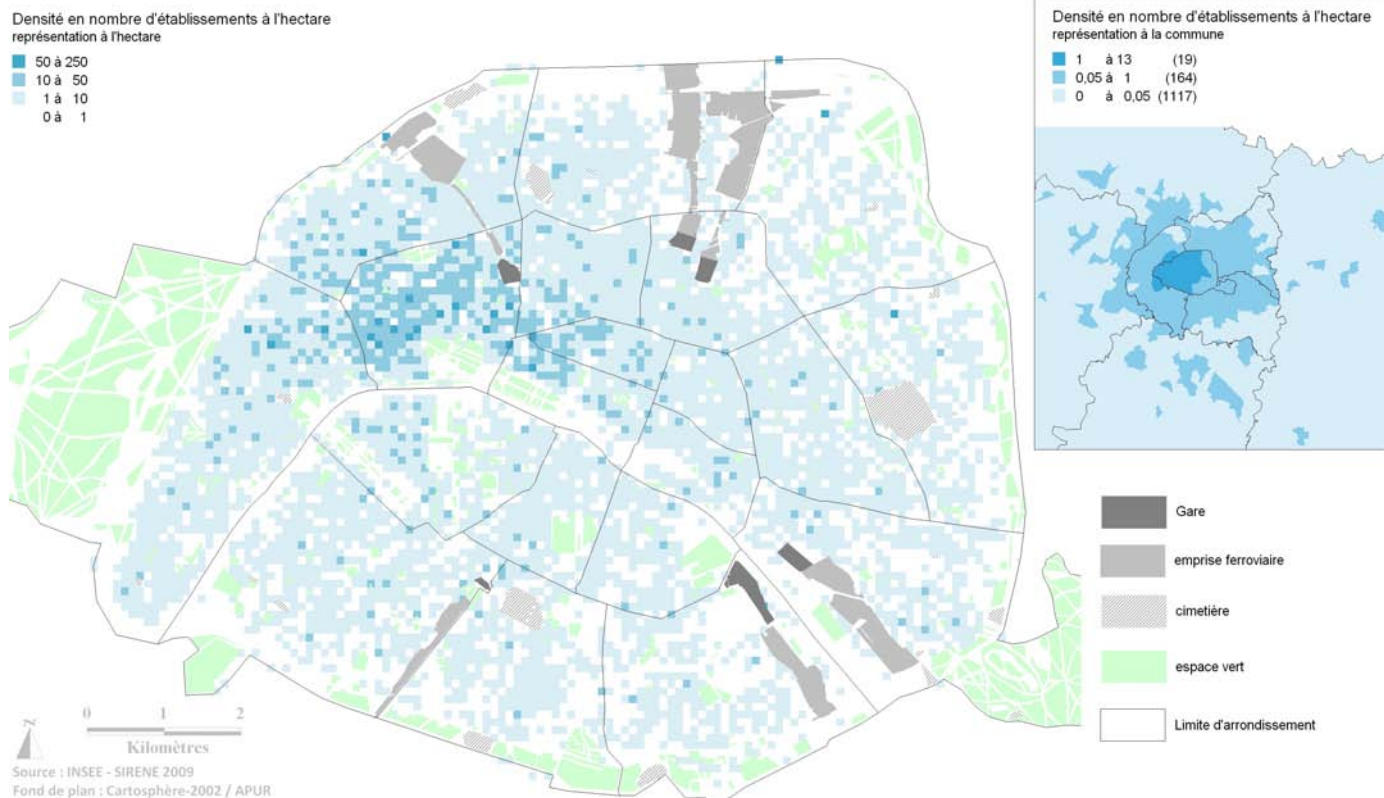 Densité en nombre d'établissements à l'hectare
représentation à l'hectare
50 à 250
10 à 50
1 à 10
0 à 1
Densité en nombre d'établissements à l'hectare
représentation à la commune
1 à 13 (19)
0,05 à 1 (164)
0 à 0,05 (1117)
Gare
emprise ferroviaire
cimetière
espace vert
Limite d'arrondissement
N
0 1 2
Kilomètres
Source : INSEE - SIRENE 2009
Fond de plan : Cartosphère-2002 / APUR